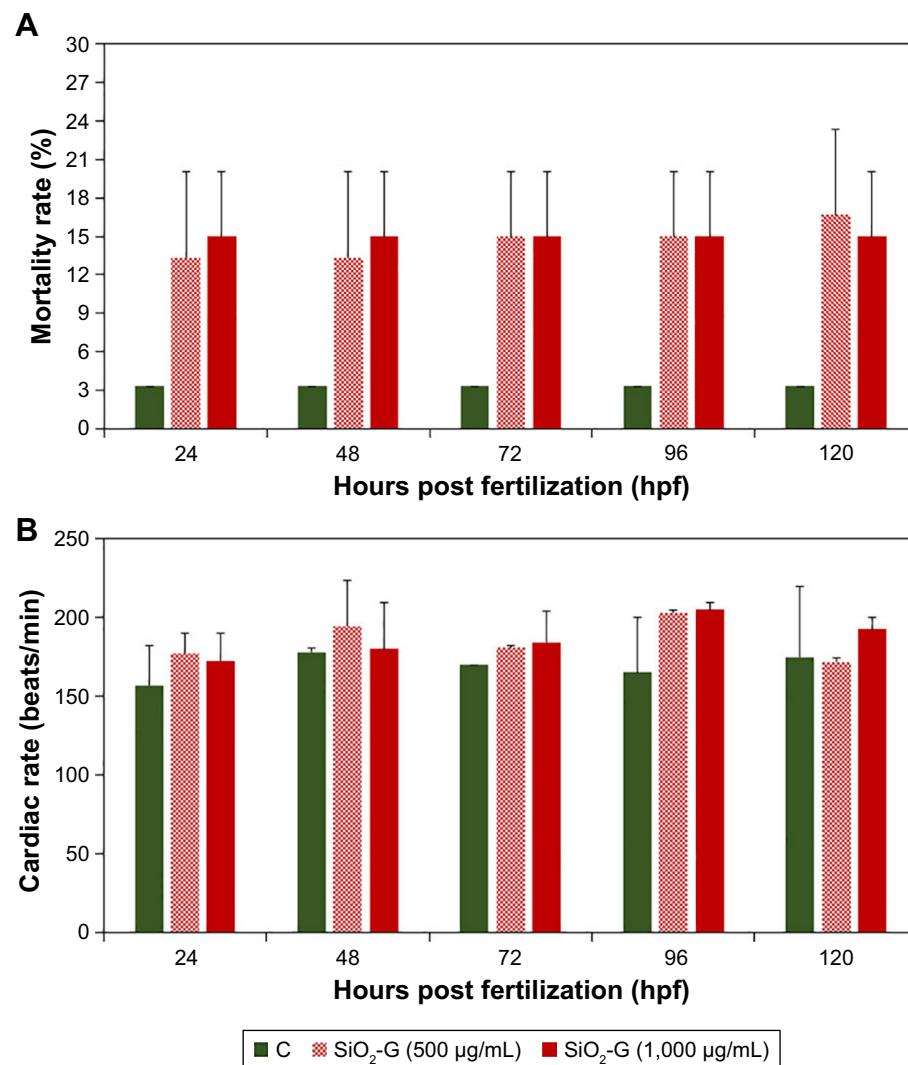 A
Mortality rate (%)
30
27
24
21
18
15
12
9
6
3
0
24 48 72 96 120
Hours post fertilization (hpf)
B
Cardiac rate (beats/min)
250
200
150
100
50
0
24 48 72 96 120
Hours post fertilization (hpf)
C SiO₂-G (500 µg/mL) SiO₂-G (1,000 µg/mL)